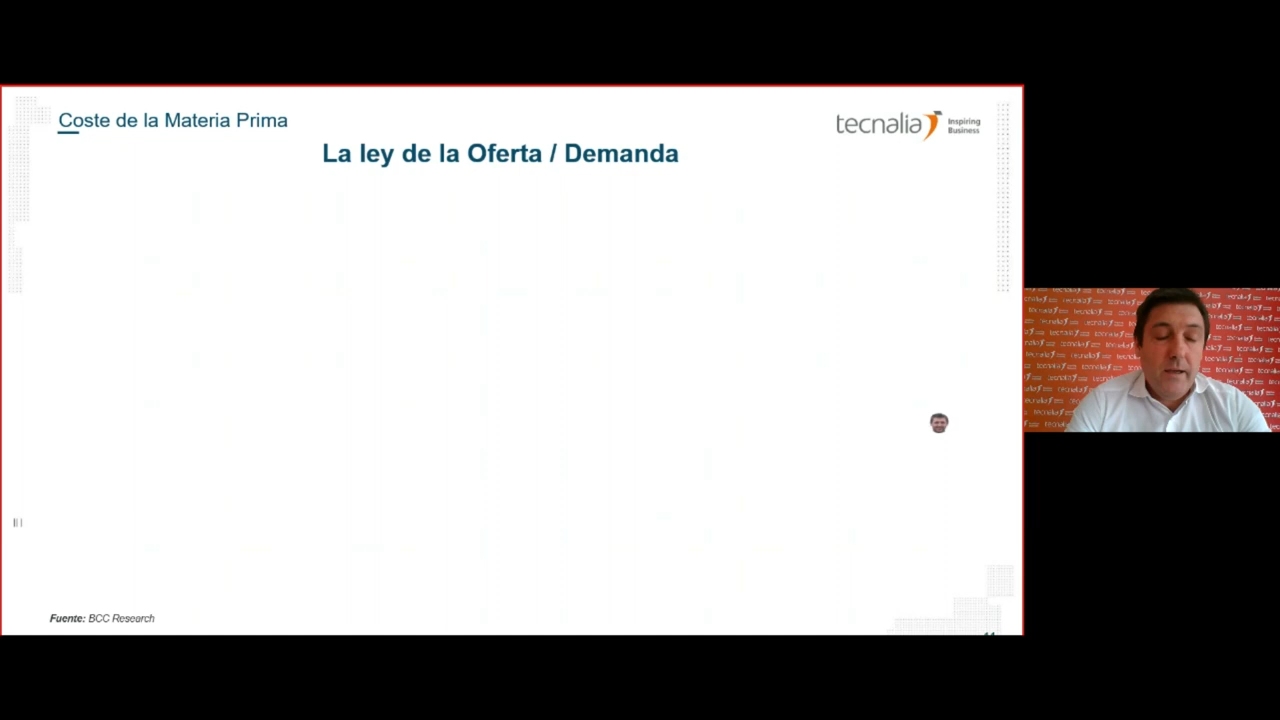 Coste de la Materia Prima
tecnalia Inspiring
Business
La ley de la Oferta / Demanda
Fuente: BCC Research